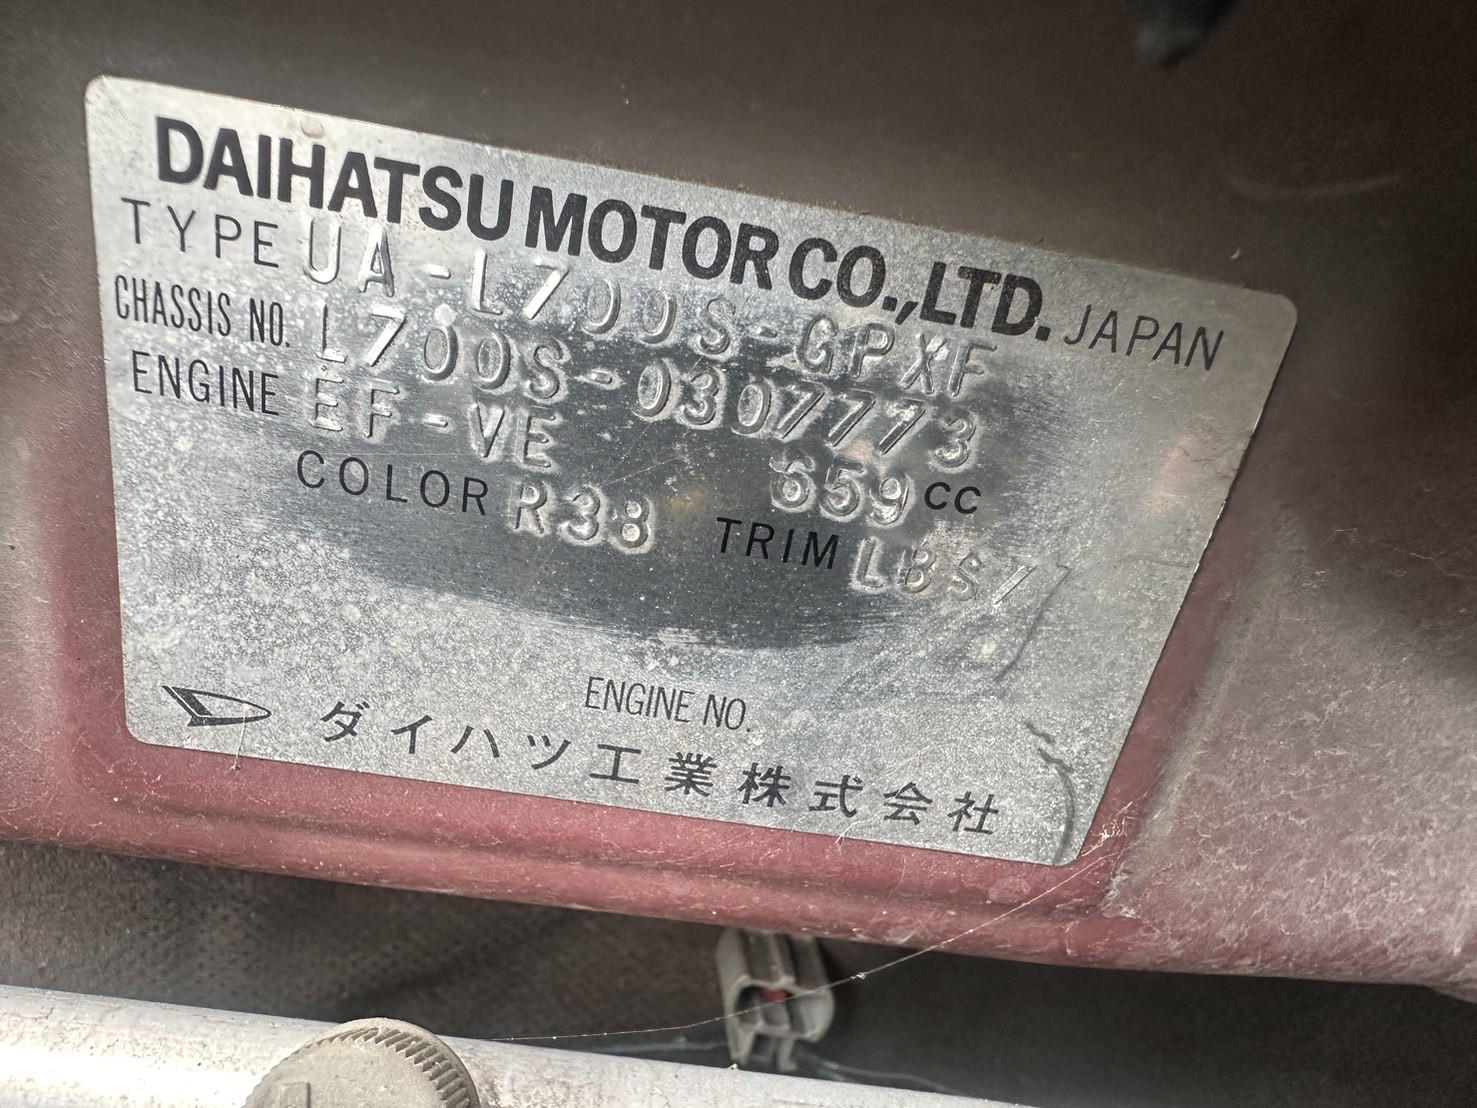 DAIHATSU MOTOR CO.,LTD. JAPAN
TYPE UA-L700S-GPXF
CHASSIS NO. L700S-0307773
ENGINE EF-VE 659 CC
COLOR R38 TRIM LBS7
ENGINE NO.
ダイハツ工業株式会社